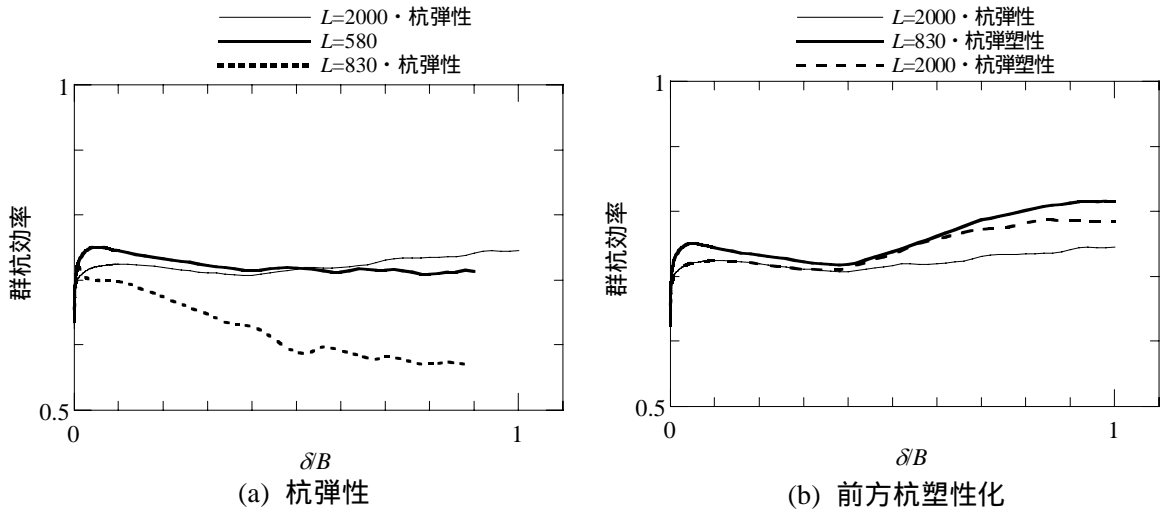 L=2000・杭弾性
L=580
L=830・杭弾性
1
群杭効率
0.5
0
1
δ/B
(a) 杭弾性
L=2000・杭弾性
L=830・杭弾塑性
L=2000・杭弾塑性
1
群杭効率
0.5
0
1
δ/B
(b) 前方杭塑性化